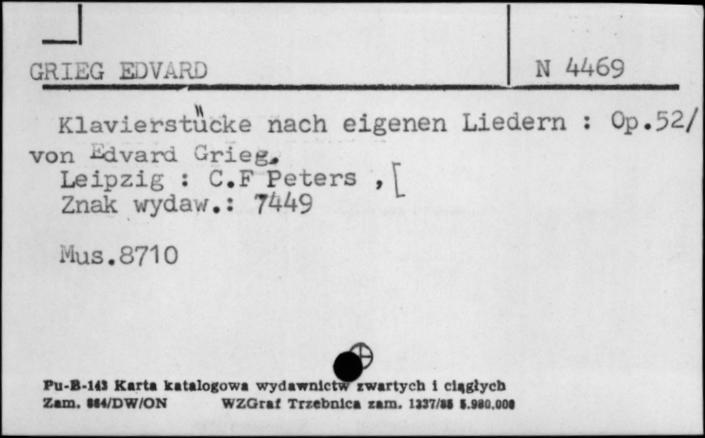 GRIEG EDVARD N 4469
Klavierstücke nach eigenen Liedern : Op.52/
von Edvard Grieg.
Leipzig : C.F Peters , [
Znak wydaw.: 7449
Mus.8710
Pu-B-143 Karta katalogowa wydawnictw zwartych i ciągłych
Zam. 884/DW/ON WZGraf Trzebnica zam. 1337/85 5.980.000